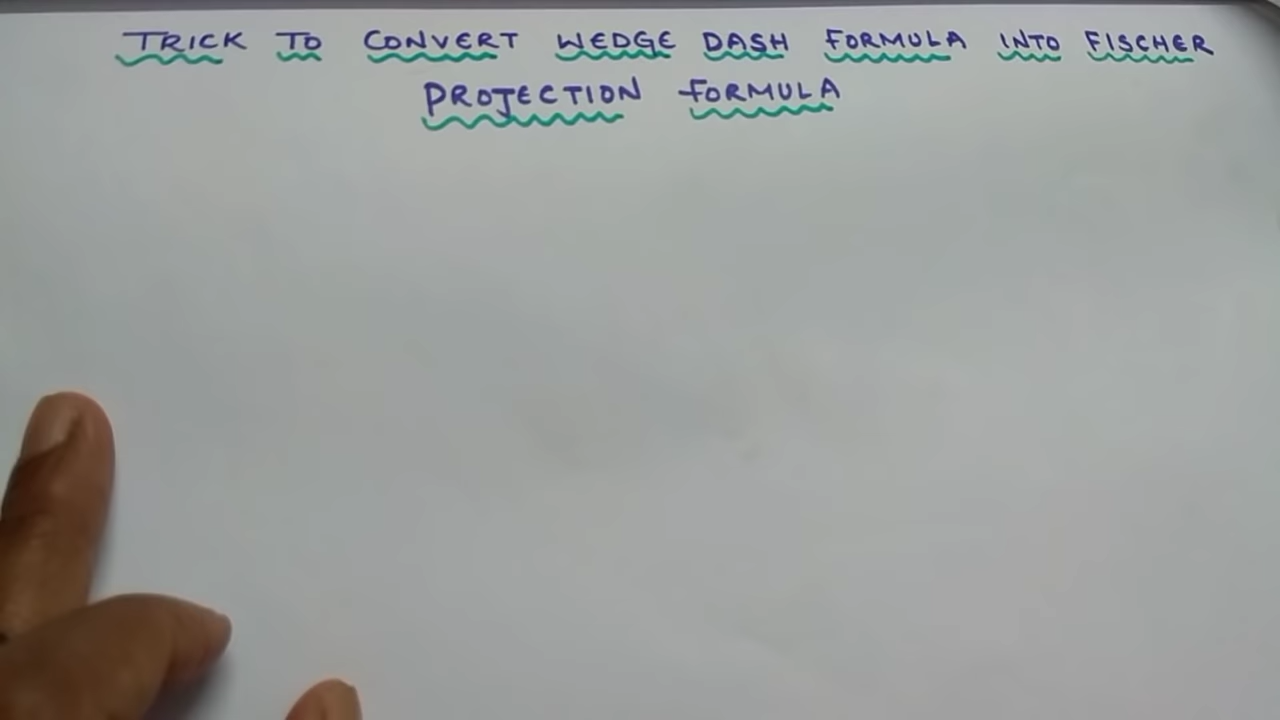 TRICK TO CONVERT WEDGE DASH FORMULA INTO FISCHER
PROJECTION FORMULA